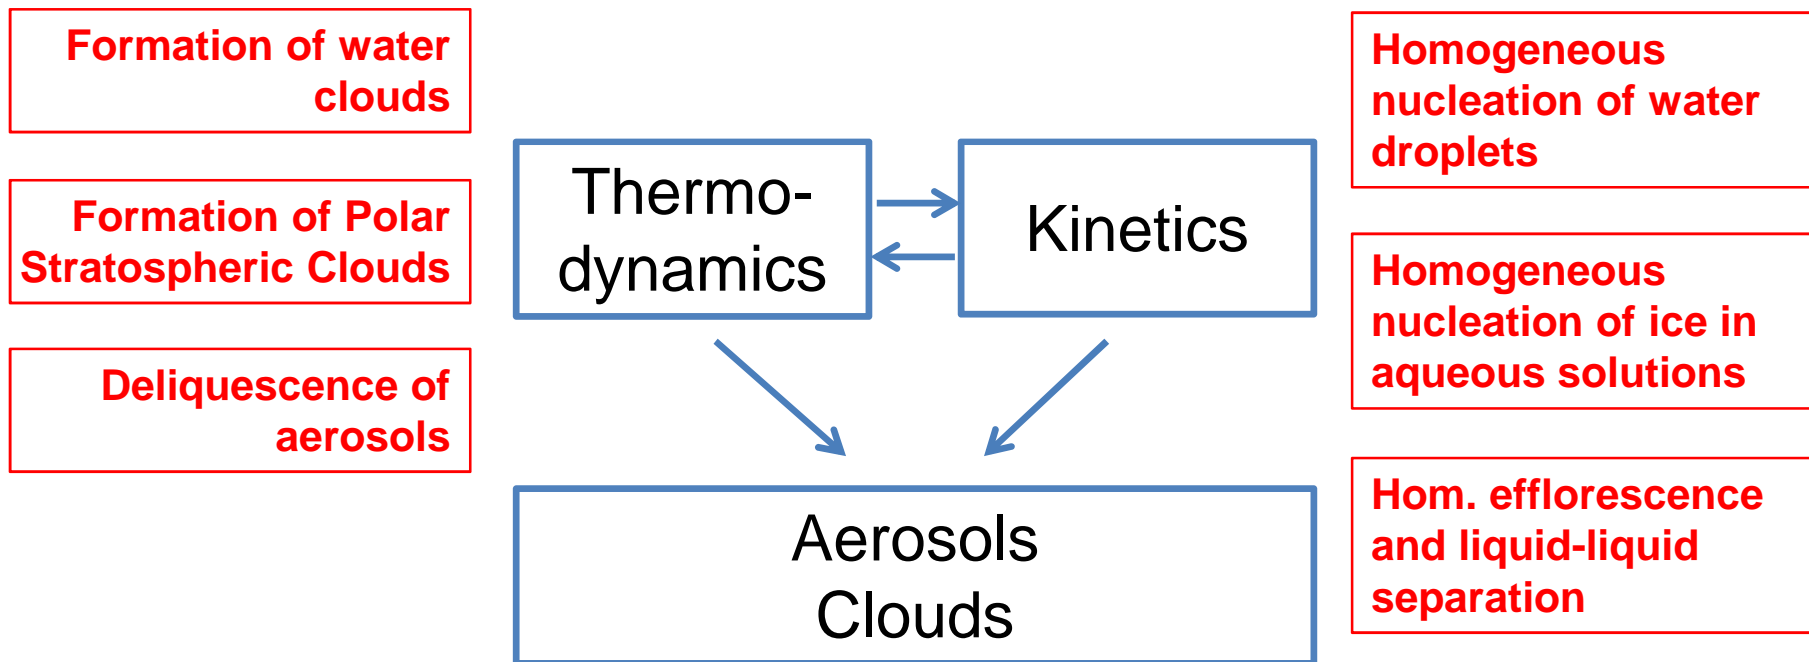 Formation of water
clouds
Formation of Polar
Stratospheric Clouds
Deliquescence of
aerosols
Thermo-
dynamics
Kinetics
Aerosols
Clouds
Homogeneous
nucleation of water
droplets
Homogeneous
nucleation of ice in
aqueous solutions
Hom. efflorescence
and liquid-liquid
separation